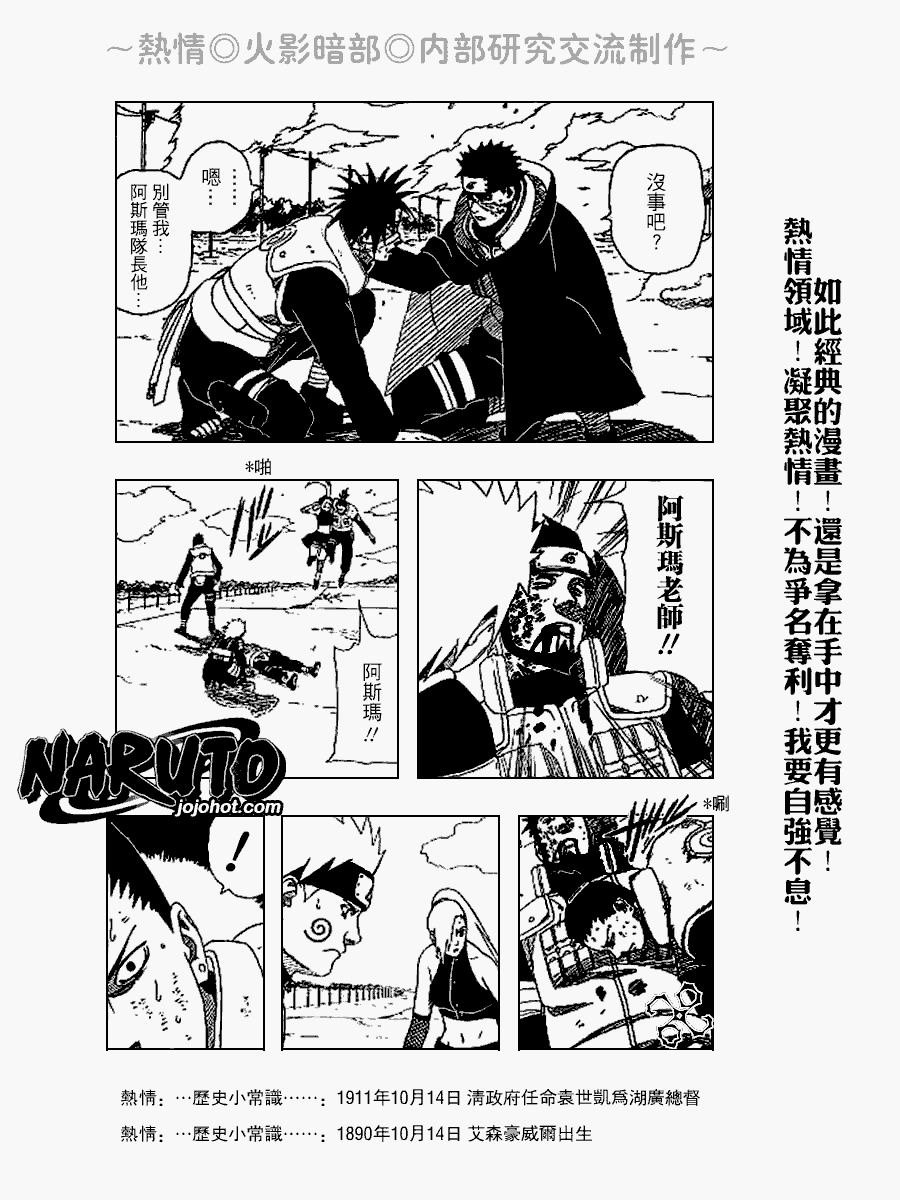 ～熱情◎火影暗部◎内部研究交流制作～
沒事吧？
……
嗯…
別管我…
阿斯瑪隊長他…
如此經典的漫畫！還是拿在手中才更有感覺！
熱情領域！凝聚熱情！不為爭名奪利！我要自強不息！
阿斯瑪老師!!
*啪
阿斯瑪!!
NARUTO
jojohot.com
*唰
!
熱情：…歷史小常識……：1911年10月14日 淸政府任命袁世凱爲湖廣總督
熱情：…歷史小常識……：1890年10月14日 艾森豪威爾出生